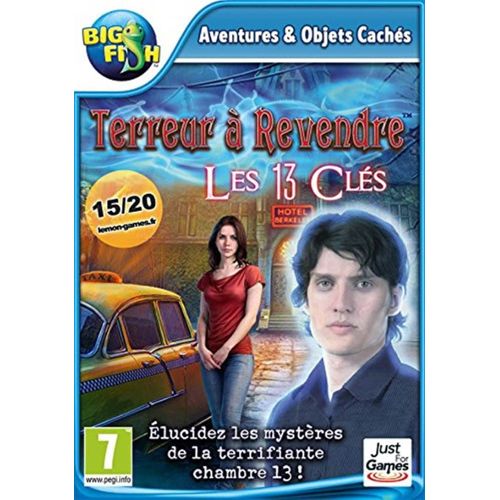 BIG FISH
Aventures & Objets Cachés
Terreur à Revendre™
LES 13 CLÉS
15/20
lemon-games.fr
HOTEL
TAXI
7
www.pegi.info
Élucidez les mystères
de la terrifiante
chambre 13 !
Just
For
Games